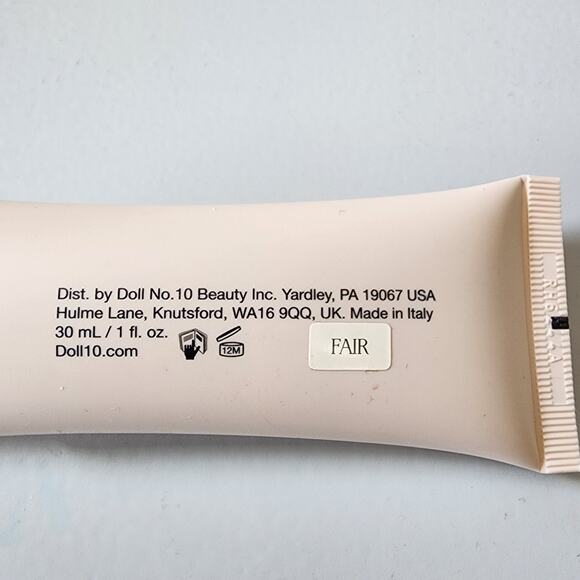 Dist. by Doll No.10 Beauty Inc. Yardley, PA 19067 USA
Hulme Lane, Knutsford, WA16 9QQ, UK. Made in Italy
30 mL / 1 fl. oz.
Doll10.com
12M
FAIR